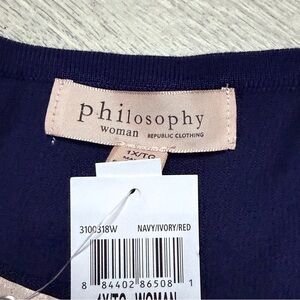 philosophy
woman REPUBLIC CLOTHING
1X/TG
3100318W NAVY/IVORY/RED
8 84402 86508 1
1X/TG WOMAN